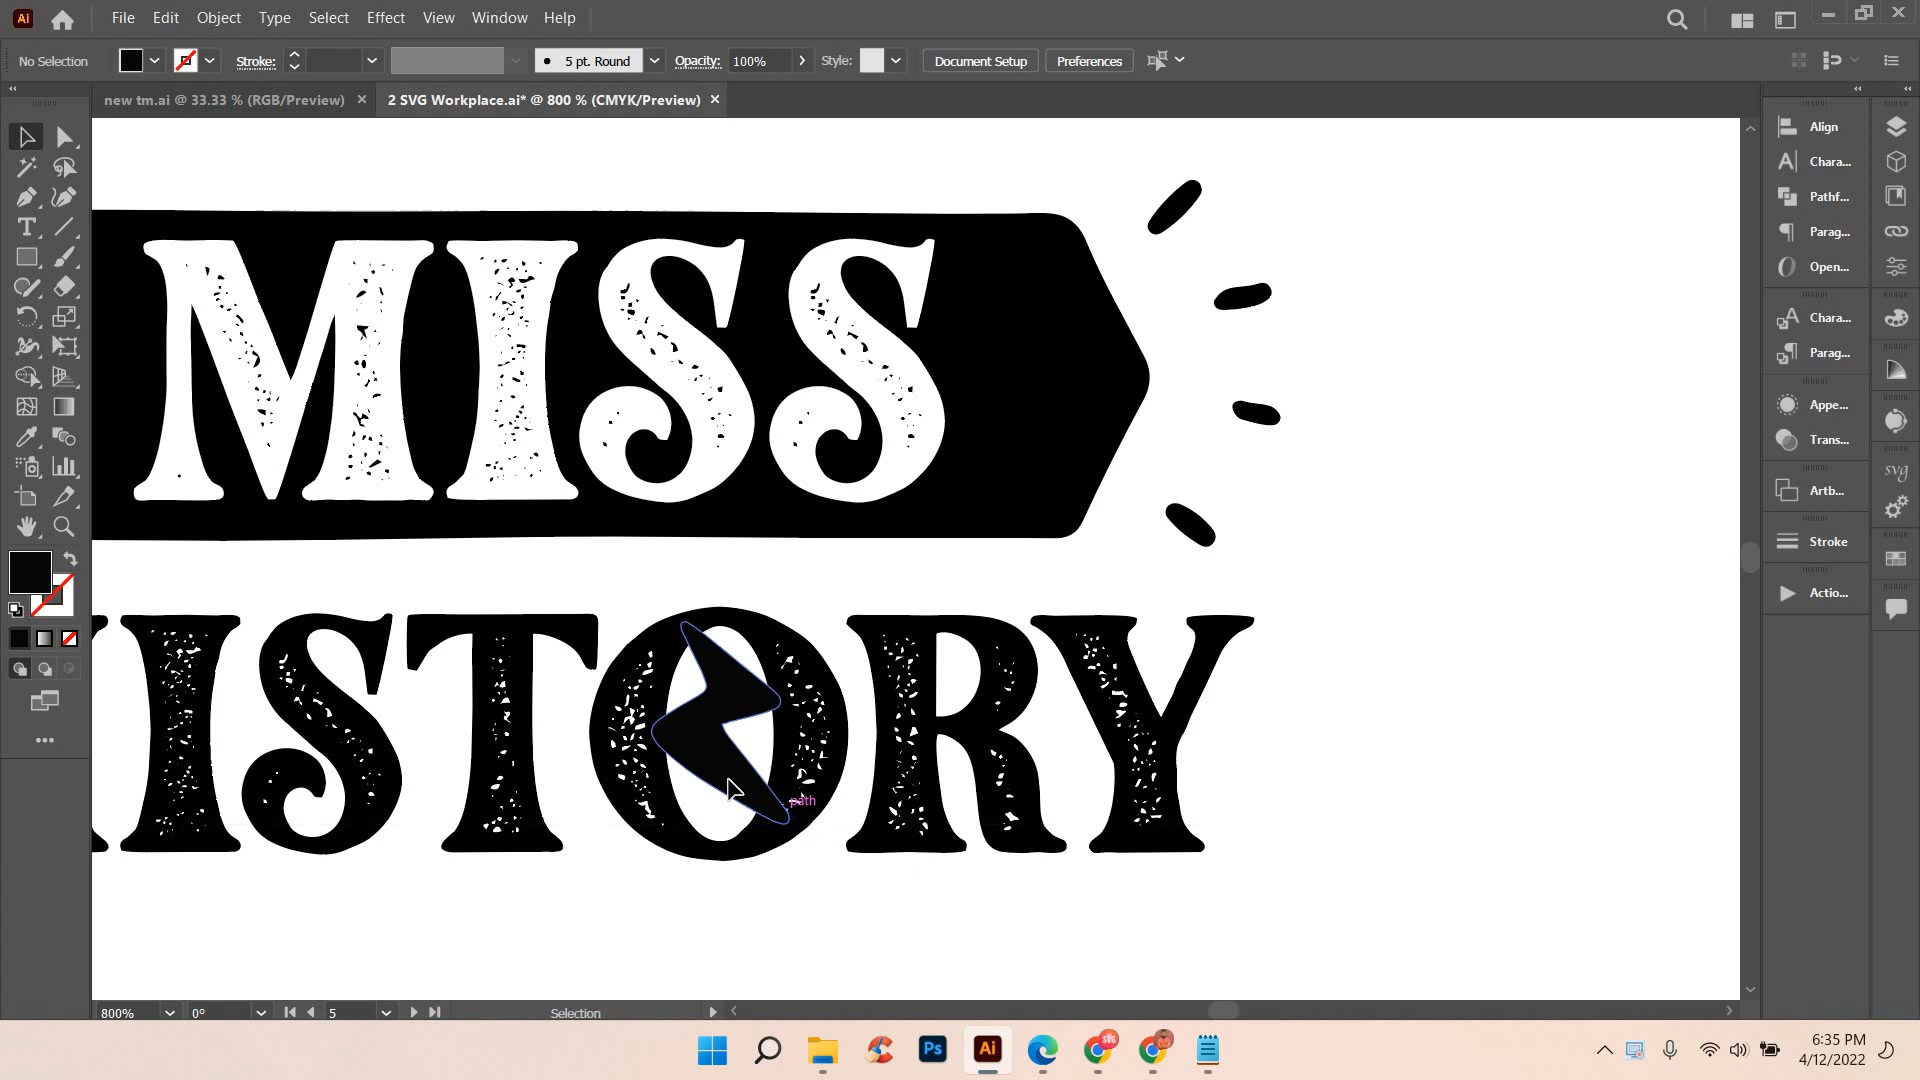 Ai File Edit Object Type Select Effect View Window Help
No Selection Stroke: 5 pt. Round Opacity: 100% Style: Document Setup Preferences
new tm.ai @ 33.33 % (RGB/Preview) 2 SVG Workplace.ai* @ 800 % (CMYK/Preview)
Align
Chara...
Pathf...
Parag...
Open...
Chara...
Parag...
Appe...
Trans...
Artb...
Stroke
Actio...
svg
MISS
ISTORY
path
800% 0° 5 Selection
Ps Ai SVG
6:35 PM
4/12/2022